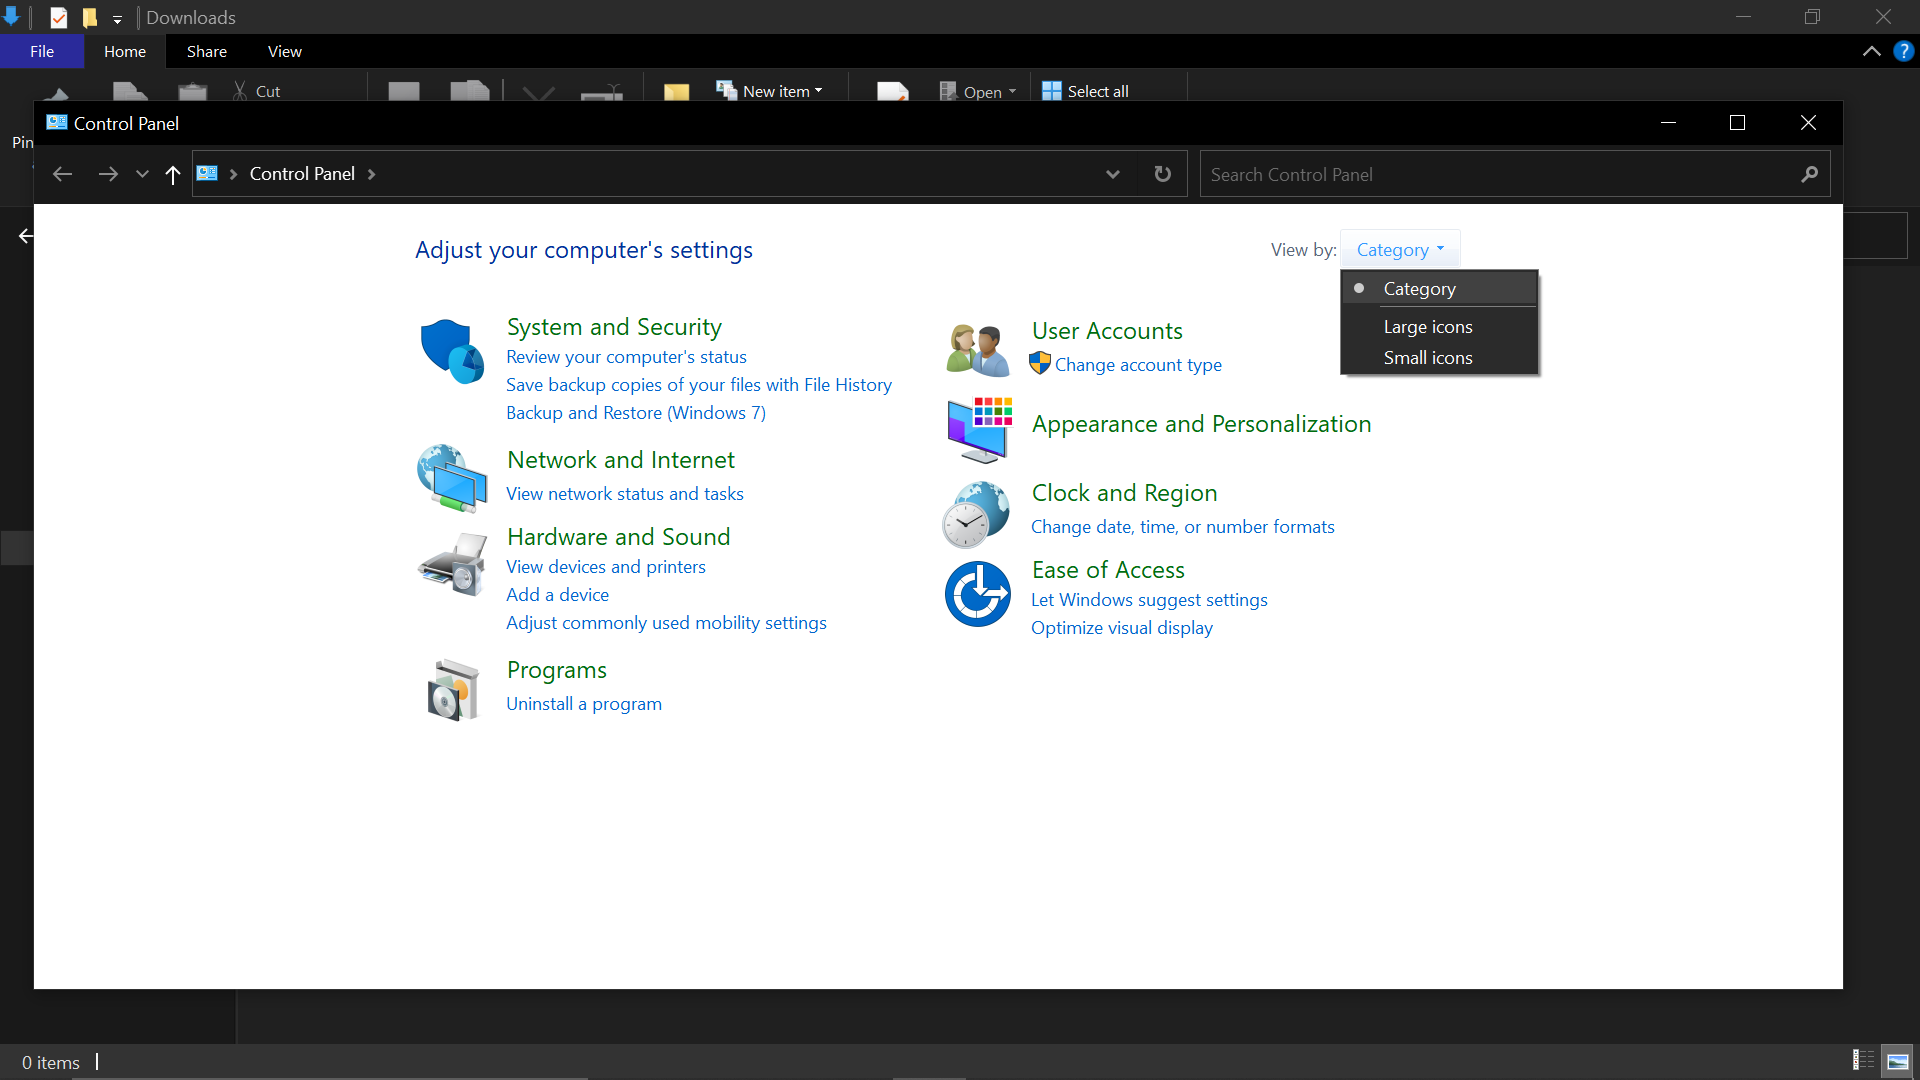 Downloads
File Home Share View
Cut
New item
Open
Select all
Pin
Control Panel
Control Panel
Search Control Panel
Adjust your computer's settings
View by: Category
Category
Large icons
Small icons
System and Security
Review your computer's status
Save backup copies of your files with File History
Backup and Restore (Windows 7)
Network and Internet
View network status and tasks
Hardware and Sound
View devices and printers
Add a device
Adjust commonly used mobility settings
Programs
Uninstall a program
User Accounts
Change account type
Appearance and Personalization
Clock and Region
Change date, time, or number formats
Ease of Access
Let Windows suggest settings
Optimize visual display
0 items